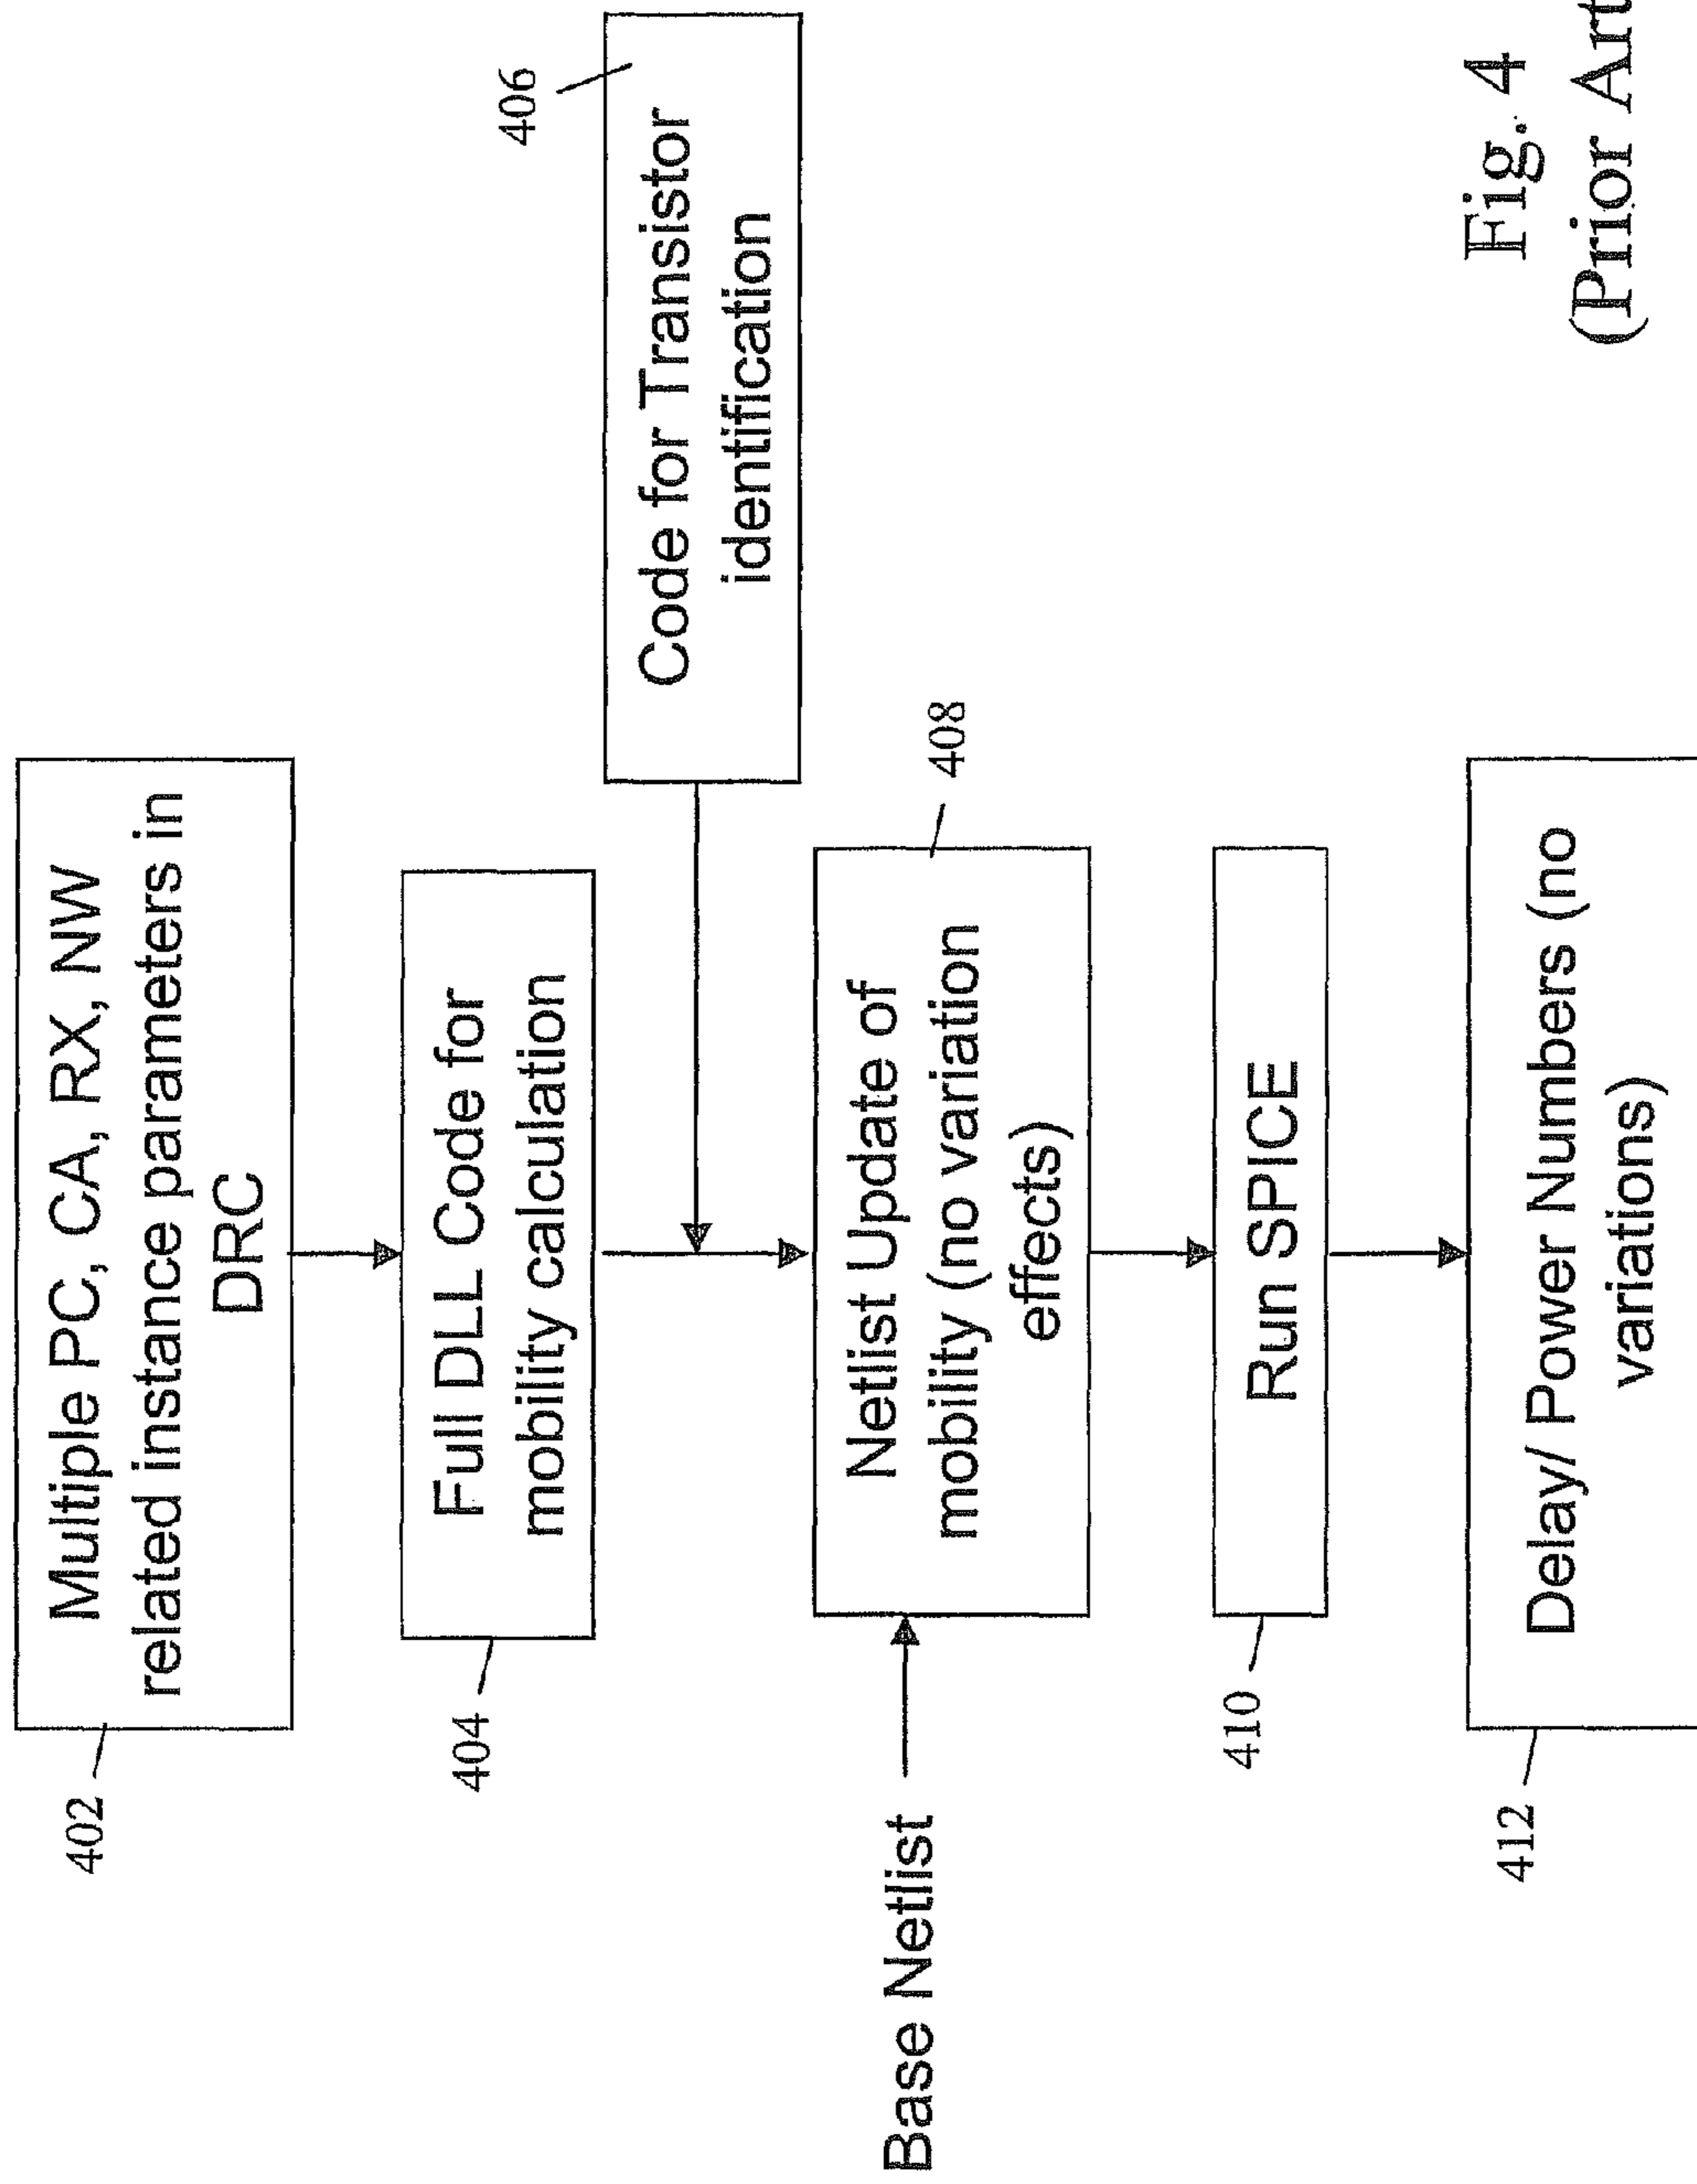 402
Multiple PC, CA, RX, NW
related instance parameters in
DRC
404
Full DLL Code for
mobility calculation
406
Code for Transistor
identification
Base Netlist
408
Netlist Update of
mobility (no variation
effects)
410
Run SPICE
412
Delay/ Power Numbers (no
variations)
Fig. 4
(Prior Art